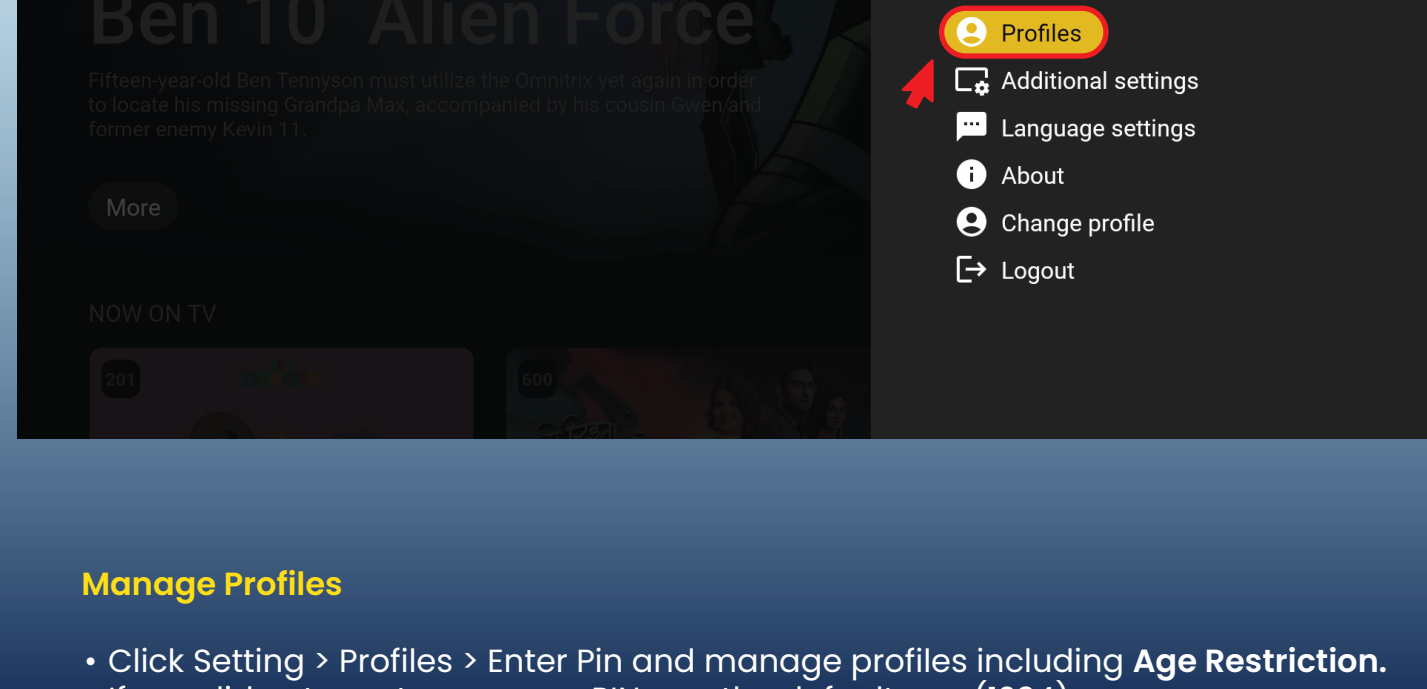 Ben 10 Alien Force
Fifteen-year-old Ben Tennyson must utilize the Omnitrix yet again in order
to locate his missing Grandpa Max, accompanied by his cousin Gwen and
former enemy Kevin 11.
More
NOW ON TV
201
600
Profiles
Additional settings
Language settings
About
Change profile
Logout
Manage Profiles
• Click Setting > Profiles > Enter Pin and manage profiles including Age Restriction.